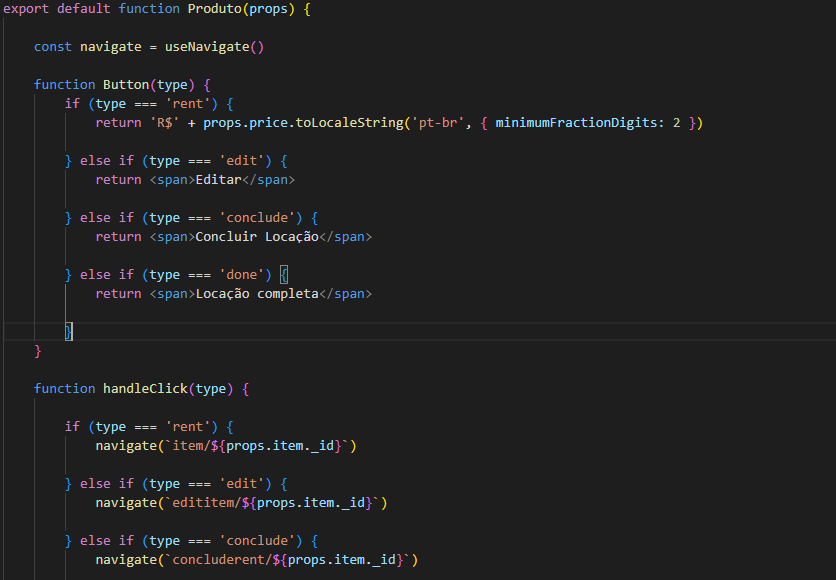 export default function Produto(props) {
const navigate = useNavigate()
function Button(type) {
if (type === 'rent') {
return 'R$' + props.price.toLocaleString('pt-br', { minimumFractionDigits: 2 })
} else if (type === 'edit') {
return <span>Editar</span>
} else if (type === 'conclude') {
return <span>Concluir Locação</span>
} else if (type === 'done') {
return <span>Locação completa</span>
}
}
function handleClick(type) {
if (type === 'rent') {
navigate(`item/${props.item._id}`)
} else if (type === 'edit') {
navigate(`edititem/${props.item._id}`)
} else if (type === 'conclude') {
navigate(`concluderent/${props.item._id}`)